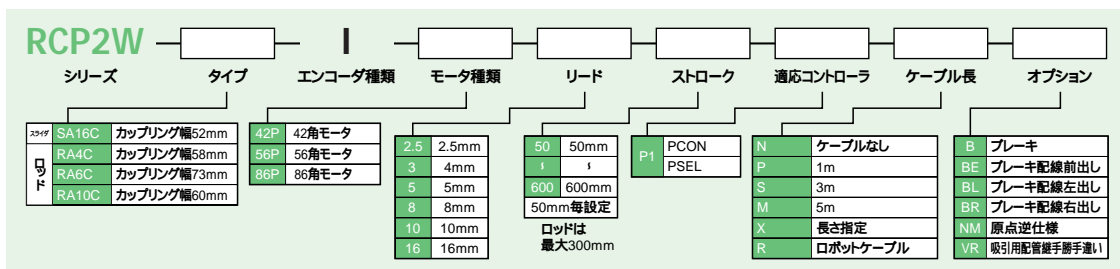 RCP2W ― □ ― I ― □ ― □ ― □ ― □ ― □ ― □
シリーズ タイプ エンコーダ種類 モータ種類 リード ストローク 適応コントローラ ケーブル長 オプション
スライダ SA16C カップリング幅52mm
ロッド RA4C カップリング幅58mm
RA6C カップリング幅73mm
RA10C カップリング幅60mm
42P 42角モータ
56P 56角モータ
86P 86角モータ
2.5 2.5mm
3 4mm
5 5mm
8 8mm
10 10mm
16 16mm
50 50mm
〜 〜
600 600mm
50mm毎設定
ロッドは
最大300mm
P1 PCON
PSEL
N ケーブルなし
P 1m
S 3m
M 5m
X 長さ指定
R ロボットケーブル
B ブレーキ
BE ブレーキ配線前出し
BL ブレーキ配線左出し
BR ブレーキ配線右出し
NM 原点逆仕様
VR 吸引用配管継手勝手違い